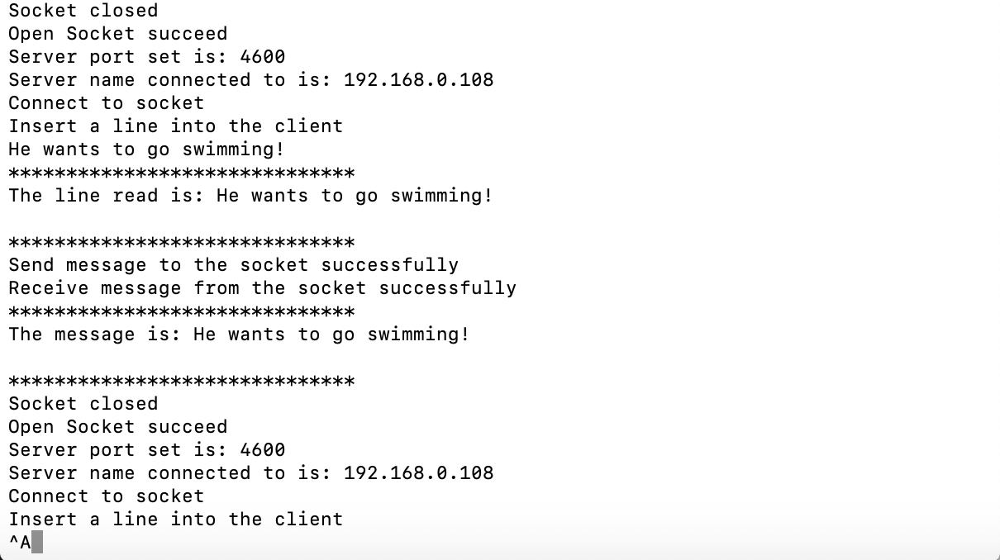 Socket closed
Open Socket succeed
Server port set is: 4600
Server name connected to is: 192.168.0.108
Connect to socket
Insert a line into the client
He wants to go swimming!
******************************
The line read is: He wants to go swimming!

******************************
Send message to the socket successfully
Receive message from the socket successfully
******************************
The message is: He wants to go swimming!

******************************
Socket closed
Open Socket succeed
Server port set is: 4600
Server name connected to is: 192.168.0.108
Connect to socket
Insert a line into the client
^A